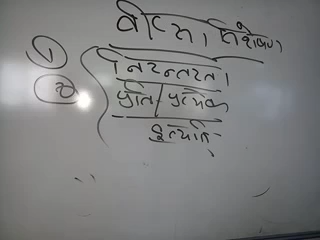 वीप्सा विशेषण
① निरन्तरता
② प्रति / प्रत्येक
इत्यादि